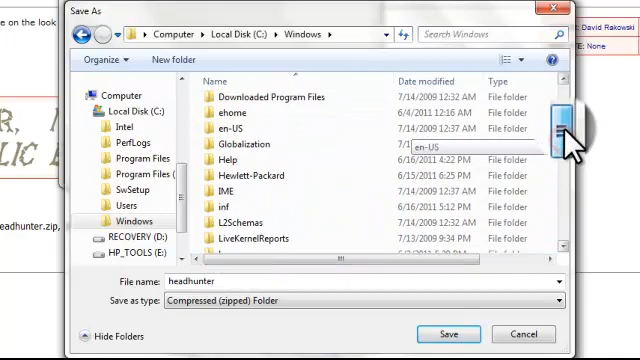 Save As
e on the look
: David Rakowski
TE: None
Computer Local Disk (C:) Windows
Search Windows
Organize New folder
Name Date modified Type
Computer
Local Disk (C:)
Intel
PerfLogs
Program Files
Program Files (
SwSetup
Users
Windows
RECOVERY (D:)
HP_TOOLS (E:)
Downloaded Program Files 7/14/2009 12:32 AM File folder
ehome 6/4/2011 12:16 AM File folder
en-US 7/14/2009 12:37 AM File folder
Globalization
en-US
Help 6/16/2011 4:22 PM File folder
Hewlett-Packard 6/15/2011 6:25 PM File folder
IME 7/14/2009 12:37 AM File folder
inf 6/16/2011 5:12 PM File folder
L2Schemas 7/14/2009 12:32 AM File folder
LiveKernelReports 7/13/2009 9:34 PM File folder
eadhunter.zip,
File name: headhunter
Save as type: Compressed (zipped) Folder
Hide Folders Save Cancel